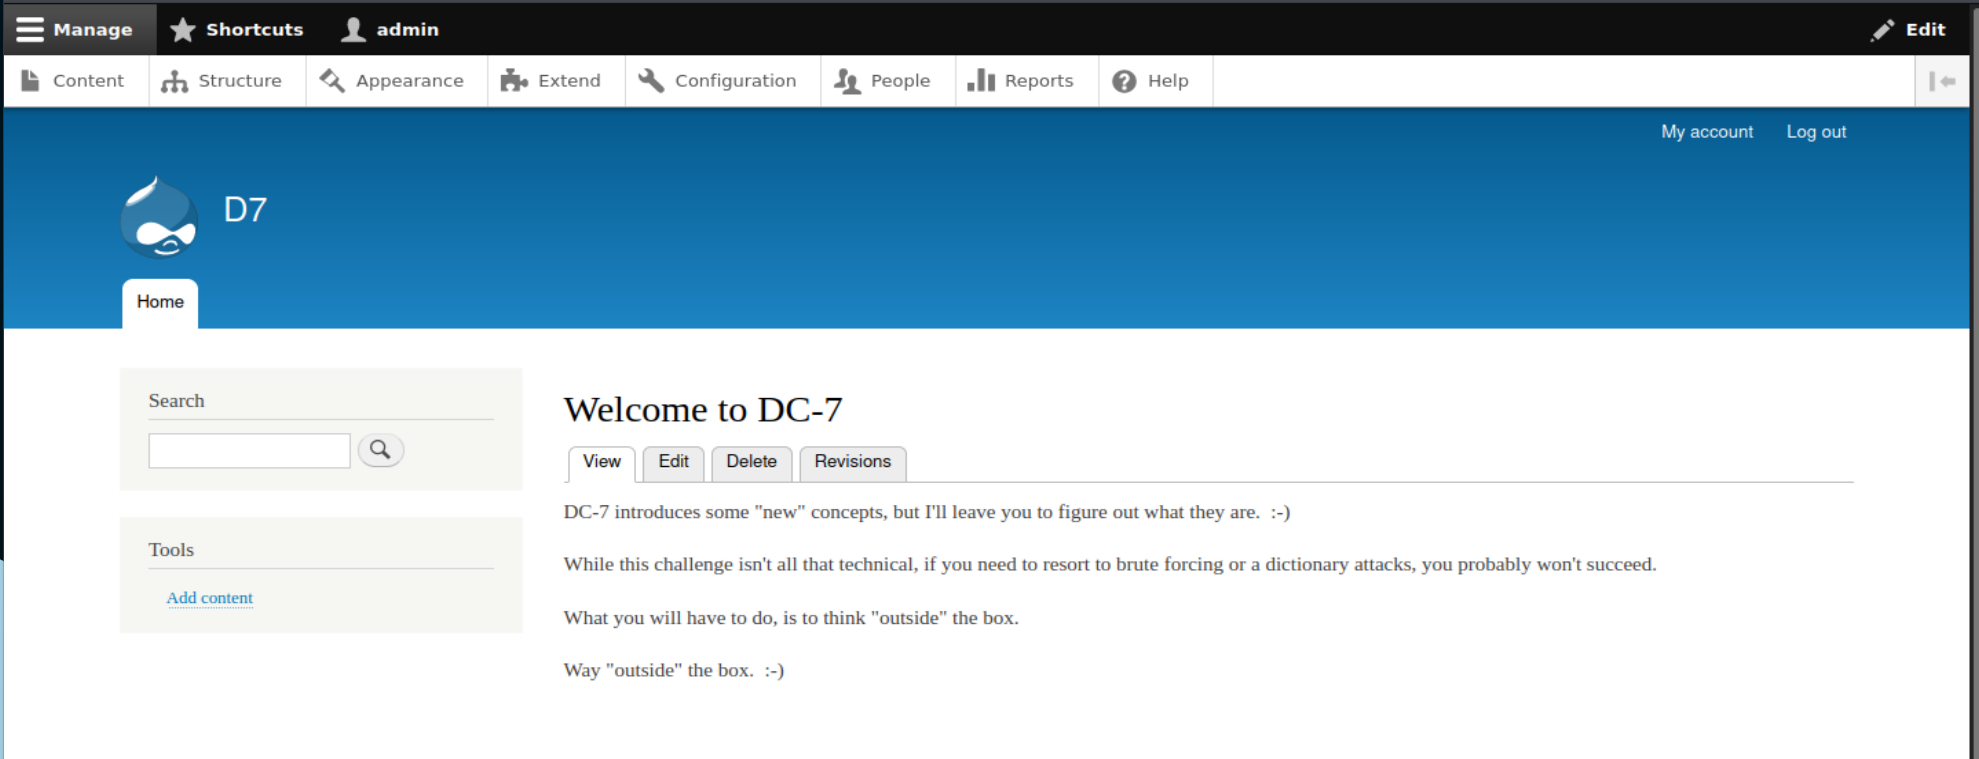 Manage Shortcuts admin Edit
Content Structure Appearance Extend Configuration People Reports Help
My account Log out
D7
Home
Search
Tools
Add content
Welcome to DC-7
View Edit Delete Revisions
DC-7 introduces some "new" concepts, but I'll leave you to figure out what they are. :-)
While this challenge isn't all that technical, if you need to resort to brute forcing or a dictionary attacks, you probably won't succeed.
What you will have to do, is to think "outside" the box.
Way "outside" the box. :-)